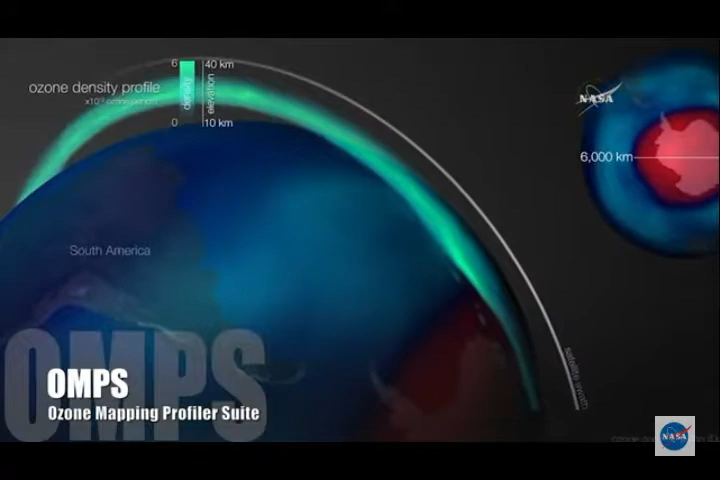 6
40 km
ozone density profile
density
elevation
0
10 km
NASA
6,000 km
South America
satellite swath
OMPS
OMPS
Ozone Mapping Profiler Suite
NASA